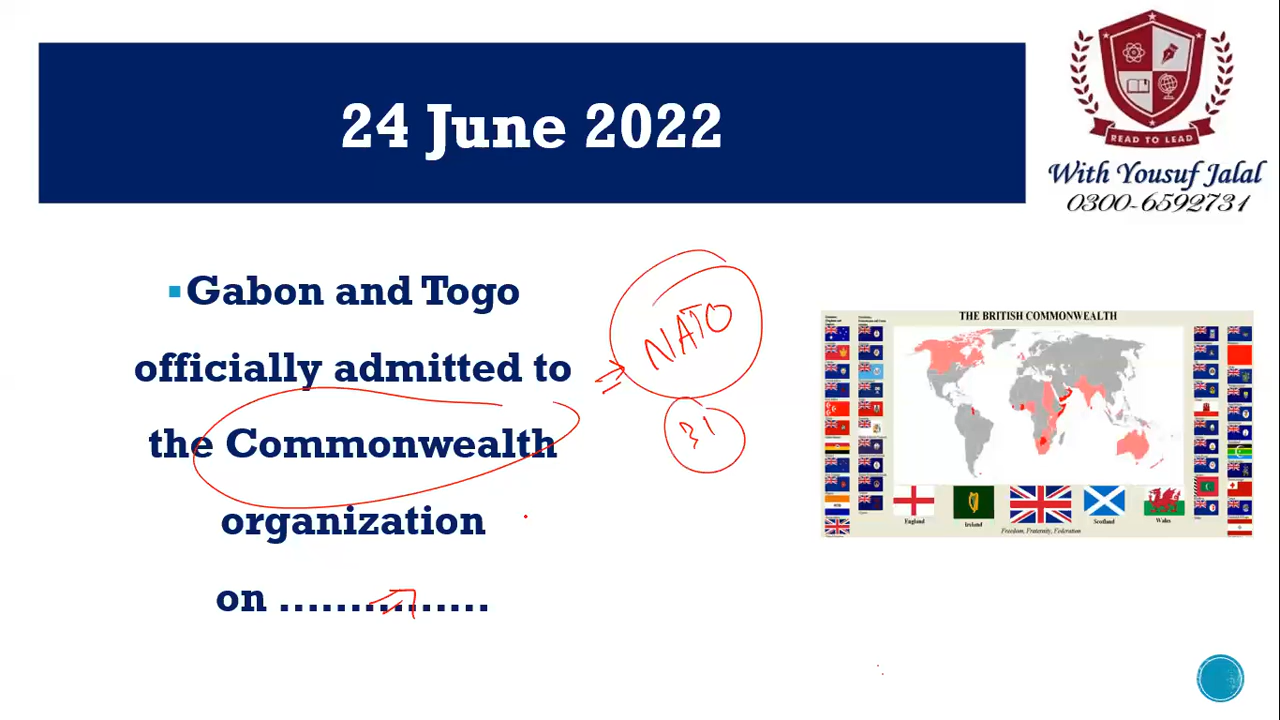 24 June 2022
READ TO LEAD
With Yousuf Jalal
0300-6592731
Gabon and Togo
officially admitted to
the Commonwealth
organization
on ...............
NATO
31
THE BRITISH COMMONWEALTH
England
Ireland
Scotland
Wales
Freedom, Fraternity, Federation